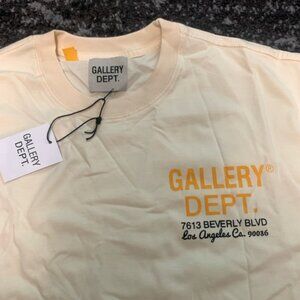 GALLERY
DEPT.
GALLERY
DEPT.
GALLERY®
DEPT.
7613 BEVERLY BLVD
Los Angeles Ca. 90036